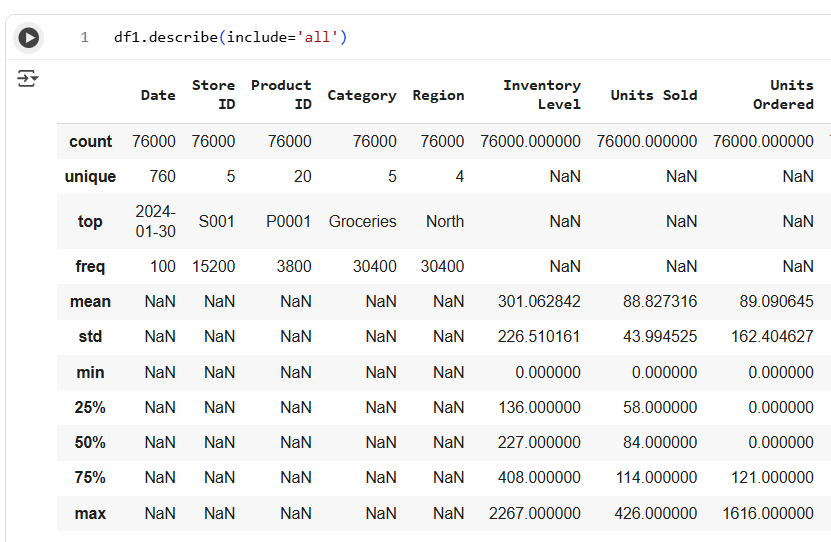 1 df1.describe(include='all')
Date Store ID Product ID Category Region Inventory Level Units Sold Units Ordered
count 76000 76000 76000 76000 76000 76000.000000 76000.000000 76000.000000
unique 760 5 20 5 4 NaN NaN NaN
top 2024-01-30 S001 P0001 Groceries North NaN NaN NaN
freq 100 15200 3800 30400 30400 NaN NaN NaN
mean NaN NaN NaN NaN NaN 301.062842 88.827316 89.090645
std NaN NaN NaN NaN NaN 226.510161 43.994525 162.404627
min NaN NaN NaN NaN NaN 0.000000 0.000000 0.000000
25% NaN NaN NaN NaN NaN 136.000000 58.000000 0.000000
50% NaN NaN NaN NaN NaN 227.000000 84.000000 0.000000
75% NaN NaN NaN NaN NaN 408.000000 114.000000 121.000000
max NaN NaN NaN NaN NaN 2267.000000 426.000000 1616.000000